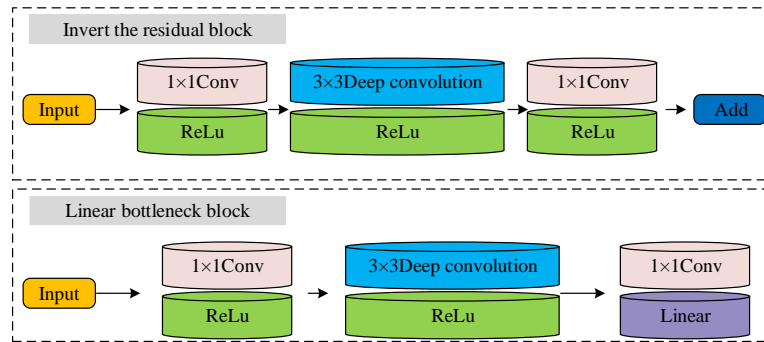 Invert the residual block
1×1Conv
3×3Deep convolution
1×1Conv
Input
ReLu
ReLu
ReLu
Add
Linear bottleneck block
1×1Conv
3×3Deep convolution
1×1Conv
Input
ReLu
ReLu
Linear